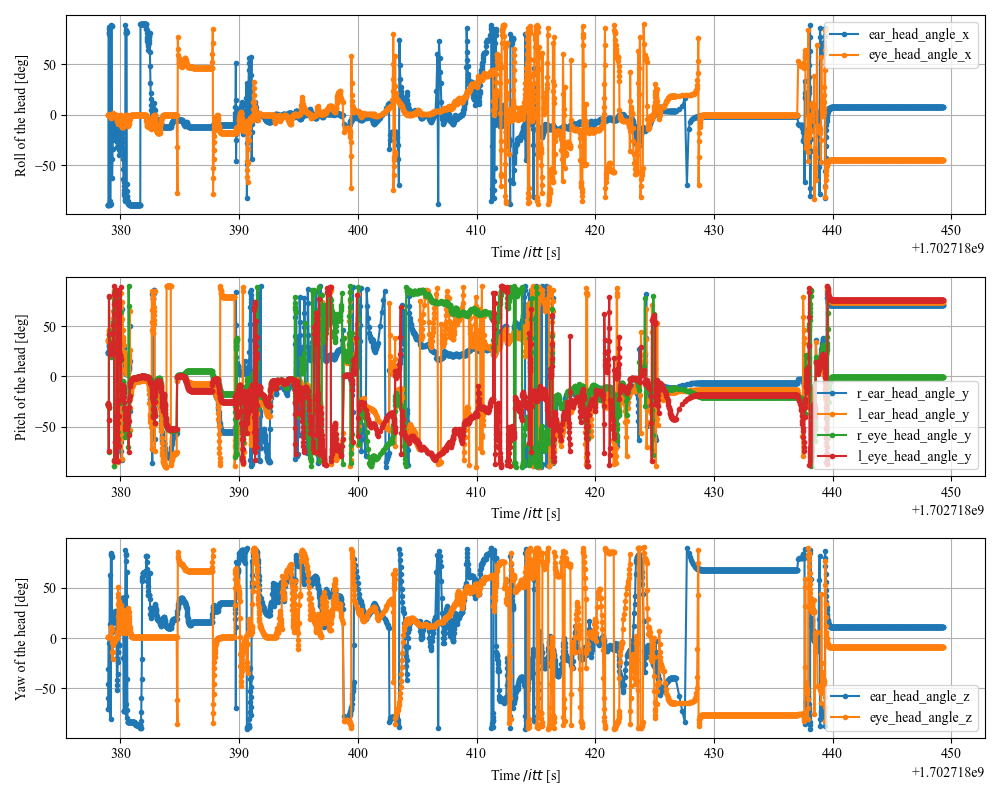 Roll of the head [deg]
50
0
−50
ear_head_angle_x
eye_head_angle_x
380 390 400 410 420 430 440 450
Time /itt [s]
+1.702718e9
Pitch of the head [deg]
50
0
−50
r_ear_head_angle_y
l_ear_head_angle_y
r_eye_head_angle_y
l_eye_head_angle_y
380 390 400 410 420 430 440 450
Time /itt [s]
+1.702718e9
Yaw of the head [deg]
50
0
−50
ear_head_angle_z
eye_head_angle_z
380 390 400 410 420 430 440 450
Time /itt [s]
+1.702718e9